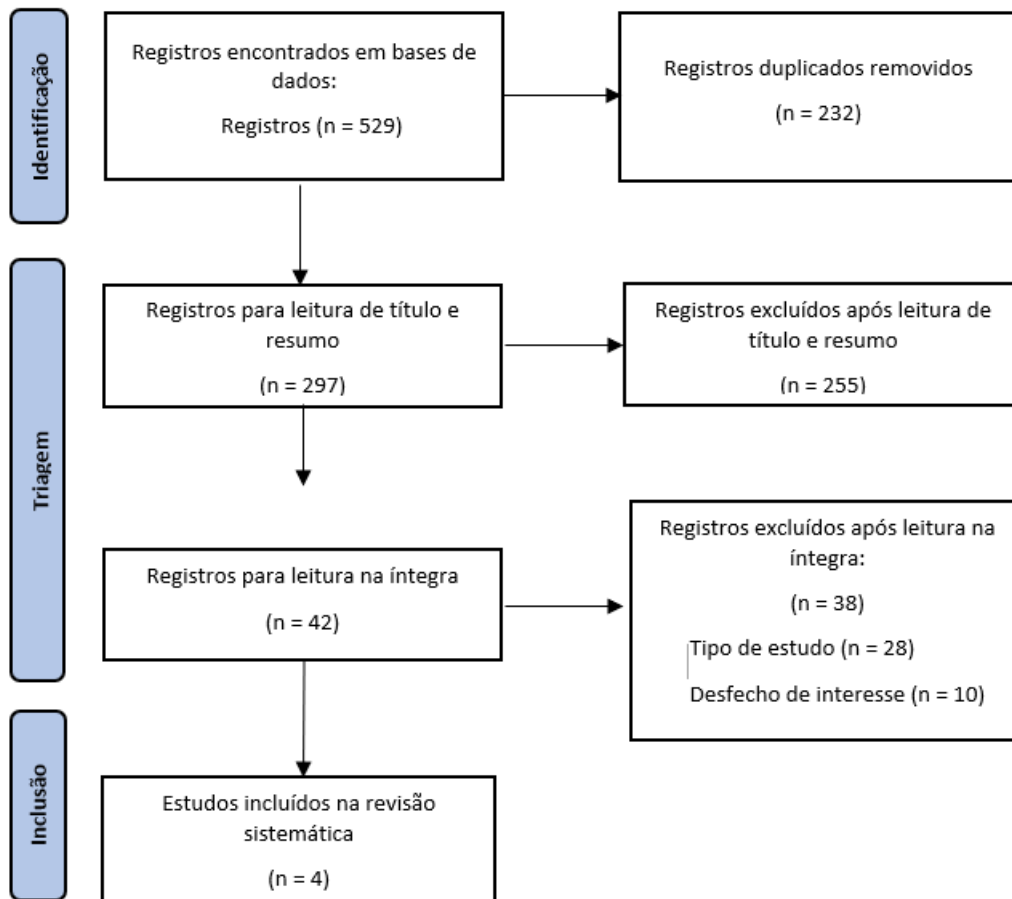 Identificação
Registros encontrados em bases de
dados:
Registros (n = 529)
Registros duplicados removidos
(n = 232)
Triagem
Registros para leitura de título e
resumo
(n = 297)
Registros excluídos após leitura de
título e resumo
(n = 255)
Registros para leitura na íntegra
(n = 42)
Registros excluídos após leitura na
íntegra:
(n = 38)
Tipo de estudo (n = 28)
Desfecho de interesse (n = 10)
Inclusão
Estudos incluídos na revisão
sistemática
(n = 4)